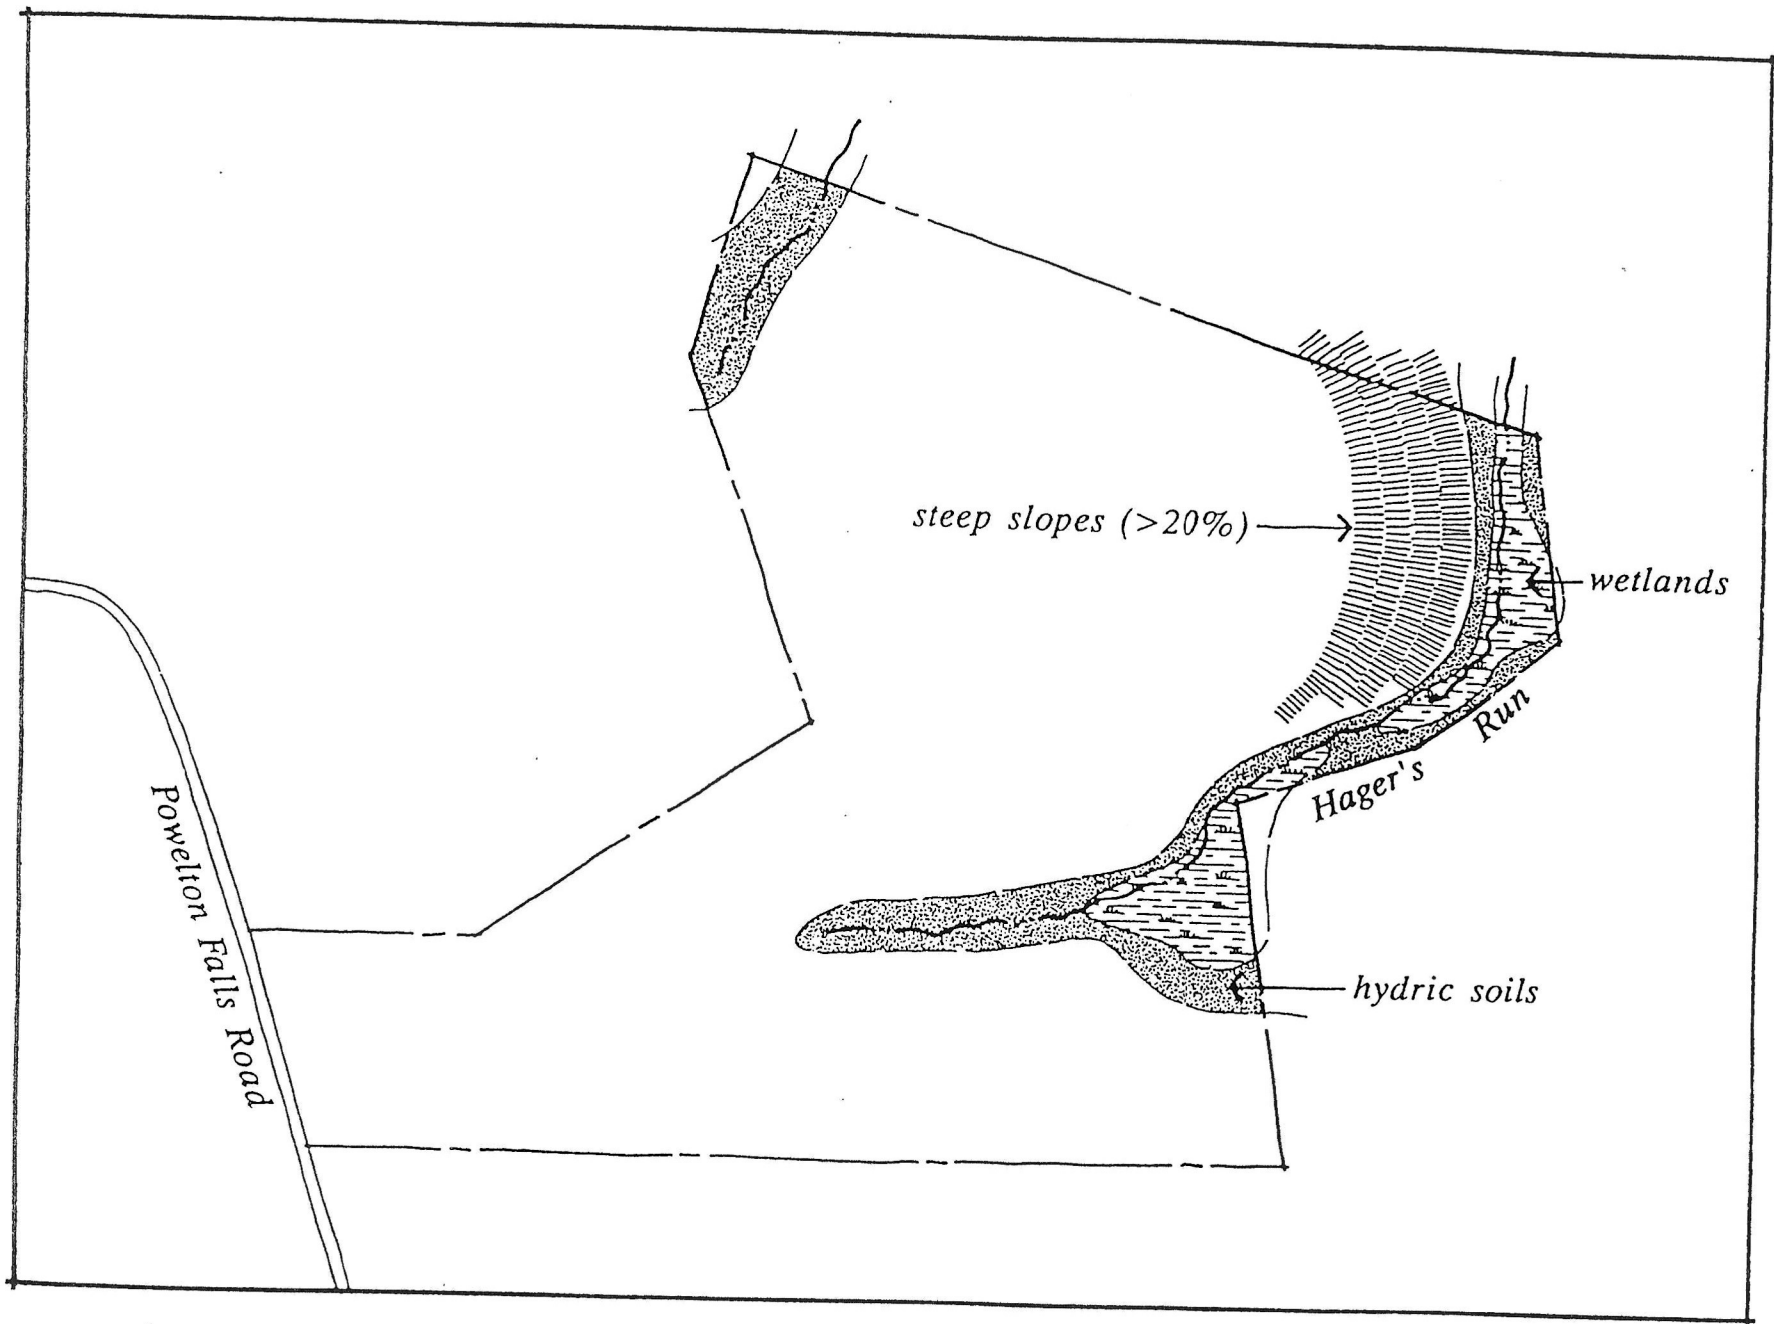 steep slopes (>20%)
wetlands
Hager's Run
Powelton Falls Road
hydric soils